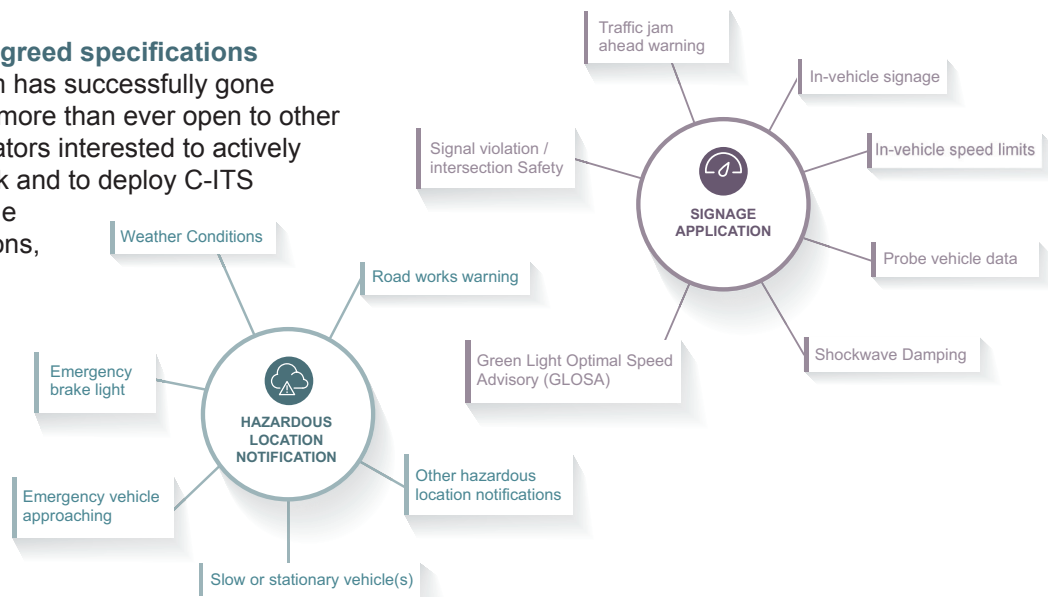 greed specifications
has successfully gone
more than ever open to other
ators interested to actively
k and to deploy C-ITS
e
ons,
Traffic jam
ahead warning
In-vehicle signage
Signal violation /
intersection Safety
In-vehicle speed limits
SIGNAGE
APPLICATION
Probe vehicle data
Green Light Optimal Speed
Advisory (GLOSA)
Shockwave Damping
Weather Conditions
Road works warning
Emergency
brake light
HAZARDOUS
LOCATION
NOTIFICATION
Other hazardous
location notifications
Emergency vehicle
approaching
Slow or stationary vehicle(s)